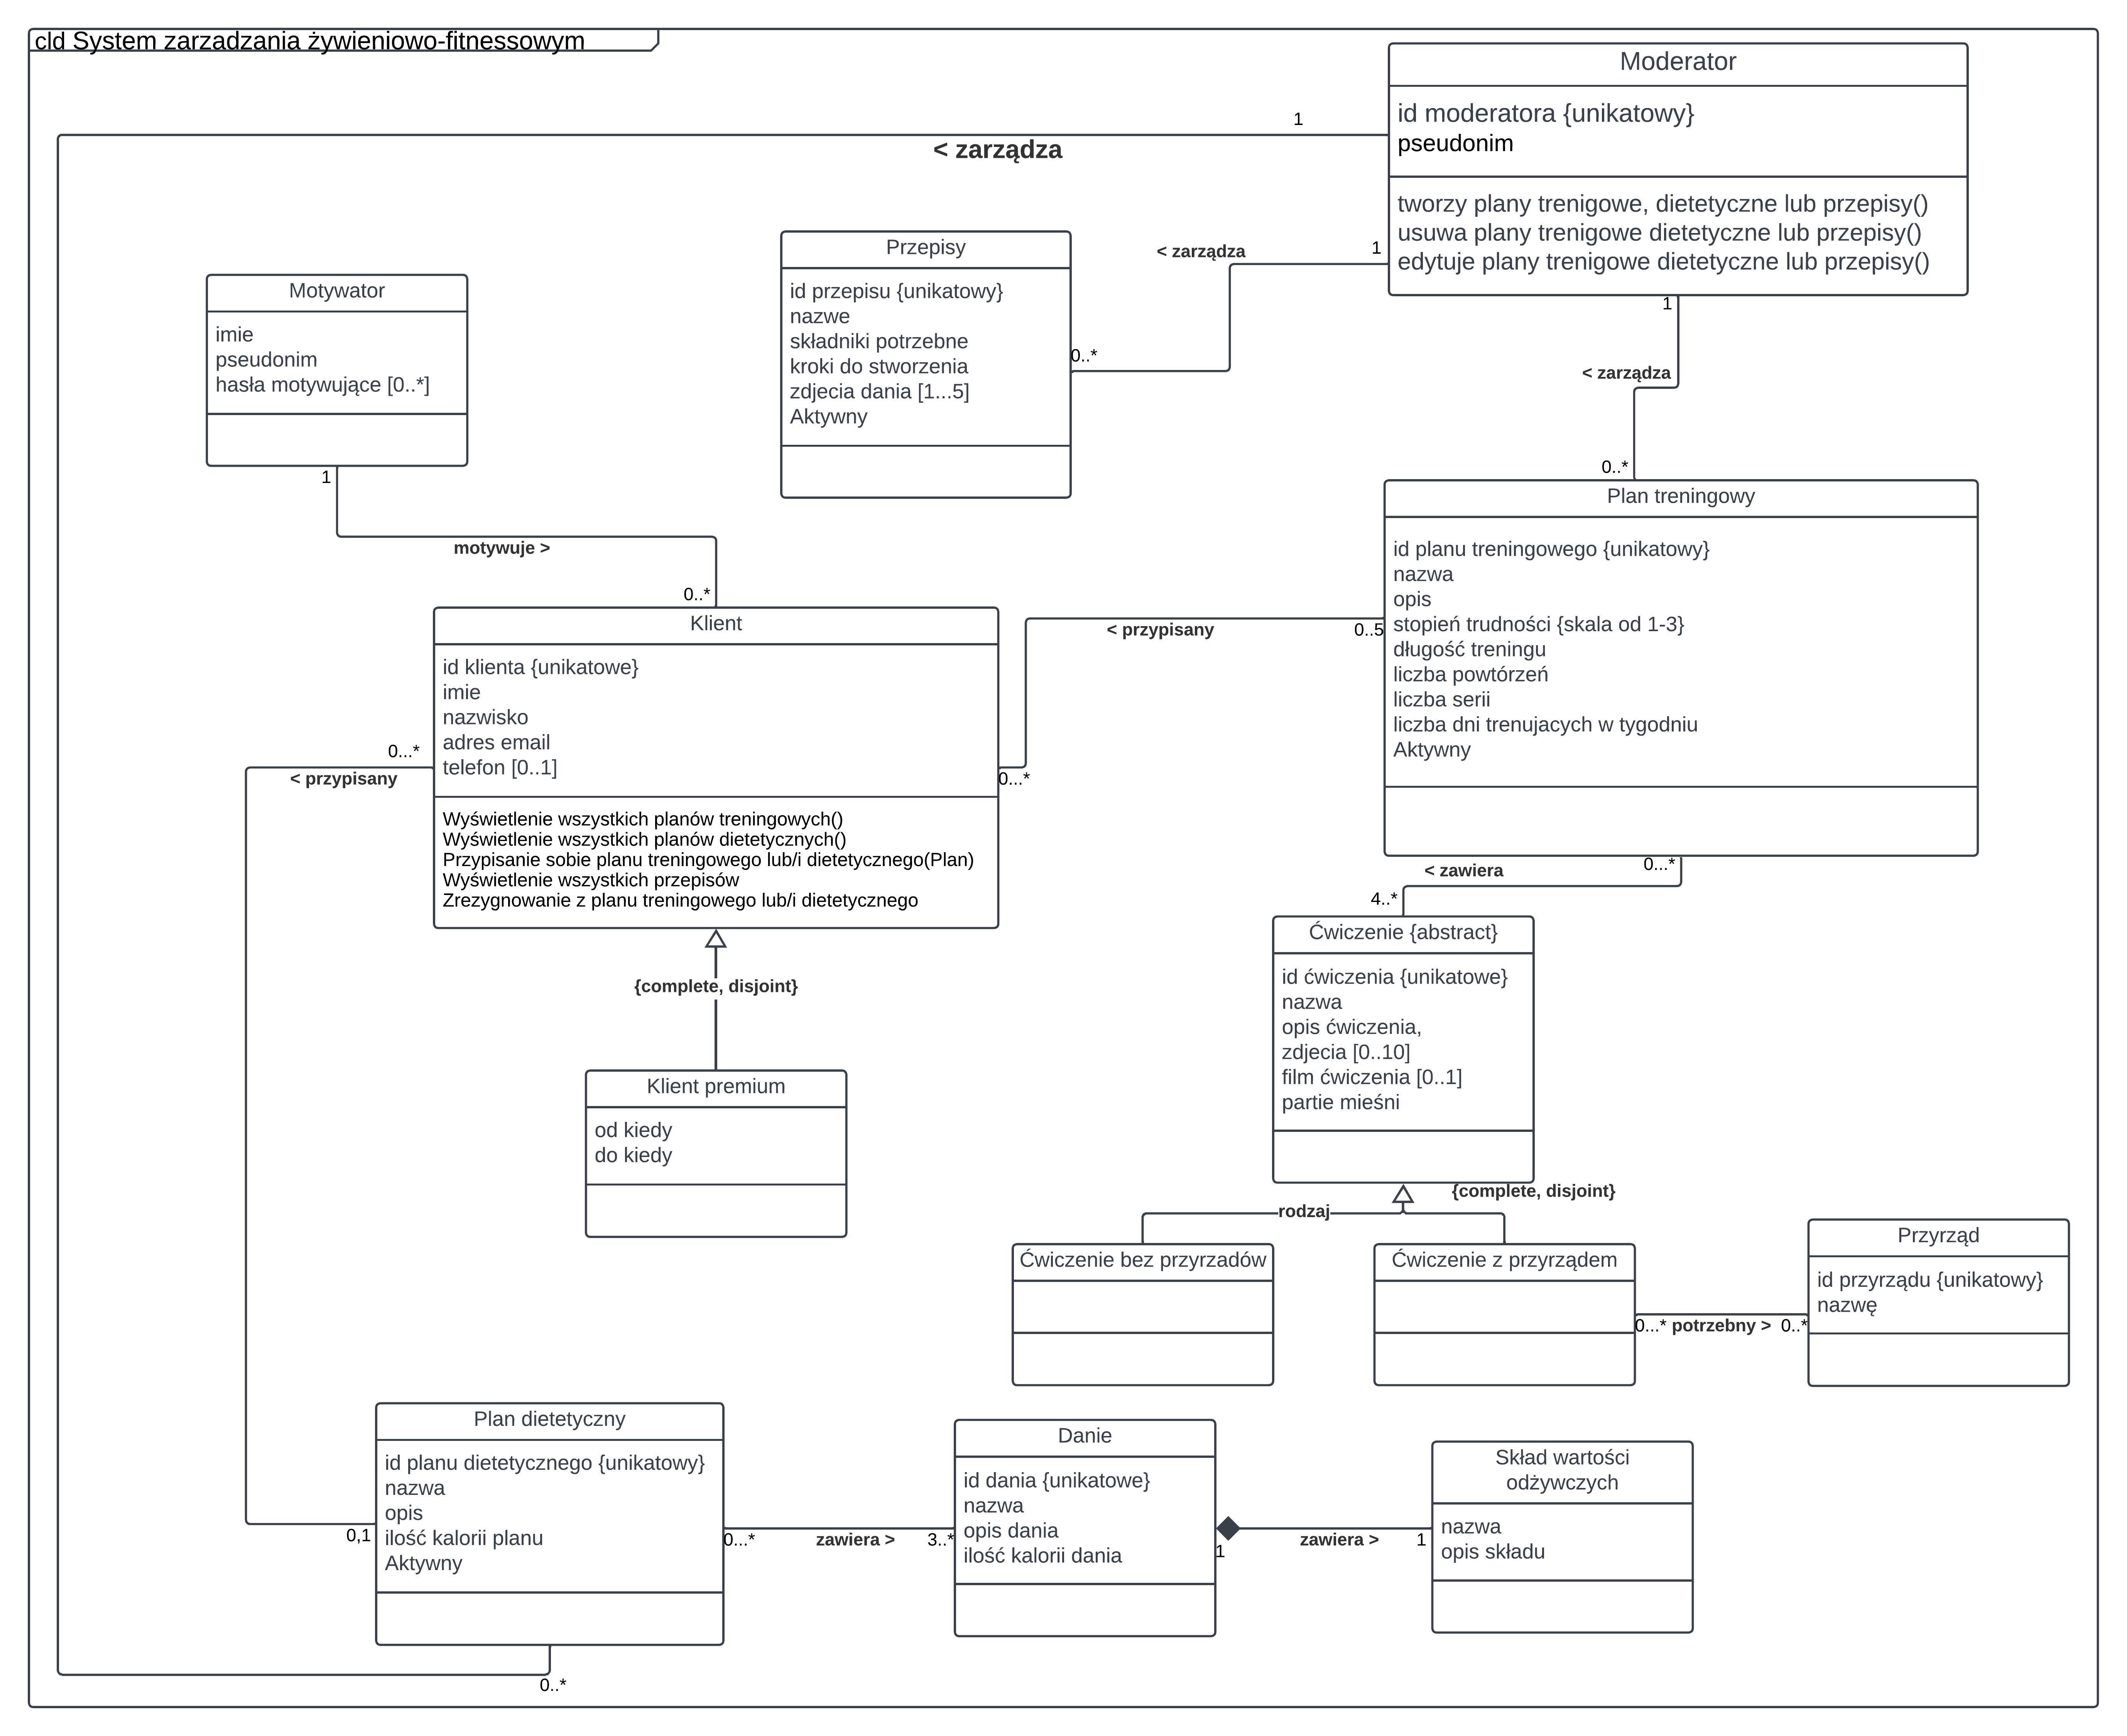 cld System zarzadzania żywieniowo-fitnessowym
Moderator
id moderatora {unikatowy}
pseudonim
tworzy plany trenigowe, dietetyczne lub przepisy()
usuwa plany trenigowe dietetyczne lub przepisy()
edytuje plany trenigowe dietetyczne lub przepisy()
1
< zarządza
1
< zarządza
0..*
1
< zarządza
0..*
Przepisy
id przepisu {unikatowy}
nazwe
składniki potrzebne
kroki do stworzenia
zdjecia dania [1...5]
Aktywny
Motywator
imie
pseudonim
hasła motywujące [0..*]
1
motywuje >
0..*
Plan treningowy
id planu treningowego {unikatowy}
nazwa
opis
stopień trudności {skala od 1-3}
długość treningu
liczba powtórzeń
liczba serii
liczba dni trenujacych w tygodniu
Aktywny
Klient
id klienta {unikatowe}
imie
nazwisko
adres email
telefon [0..1]
Wyświetlenie wszystkich planów treningowych()
Wyświetlenie wszystkich planów dietetycznych()
Przypisanie sobie planu treningowego lub/i dietetycznego(Plan)
Wyświetlenie wszystkich przepisów
Zrezygnowanie z planu treningowego lub/i dietetycznego
< przypisany
0..5
0...*
0...*
< przypisany
0...*
< zawiera
4..*
Ćwiczenie {abstract}
id ćwiczenia {unikatowe}
nazwa
opis ćwiczenia,
zdjecia [0..10]
film ćwiczenia [0..1]
partie mieśni
{complete, disjoint}
Klient premium
od kiedy
do kiedy
{complete, disjoint}
rodzaj
Ćwiczenie bez przyrzadów
Ćwiczenie z przyrządem
Przyrząd
id przyrządu {unikatowy}
nazwę
0...* potrzebny > 0..*
Plan dietetyczny
id planu dietetycznego {unikatowy}
nazwa
opis
ilość kalorii planu
Aktywny
0,1
0...* zawiera > 3..*
Danie
id dania {unikatowe}
nazwa
opis dania
ilość kalorii dania
1 zawiera > 1
Skład wartości
odżywczych
nazwa
opis składu
0..*